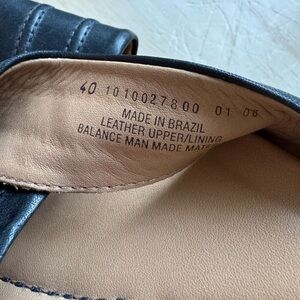 40 1010027800 01 06
MADE IN BRAZIL
LEATHER UPPER/LINING
BALANCE MAN MADE